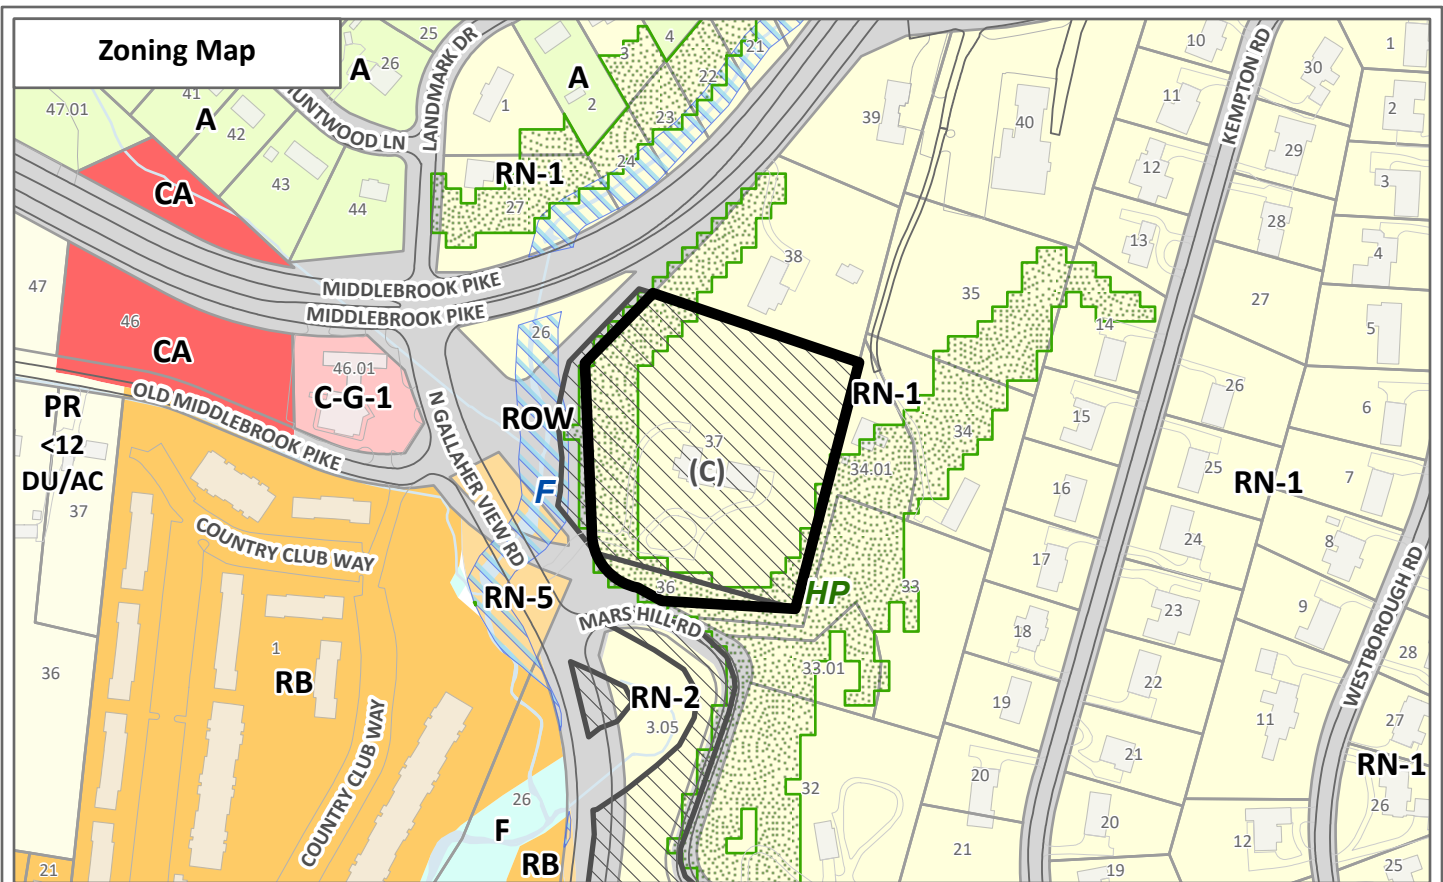 Zoning Map
25
LANDMARK DR
A
26
47.01
41
A
42
HUNTWOOD LN
43
44
CA
1
A
2
3
4
21
22
23
24
RN-1
27
39
40
10
11
12
13
KEMPTON RD
30
29
28
27
1
2
3
4
5
MIDDLEBROOK PIKE
MIDDLEBROOK PIKE
38
35
14
47
46
CA
46.01
C-G-1
26
ROW
RN-1
OLD MIDDLEBROOK PIKE
PR
<12
DU/AC
37
N GALLAHER VIEW RD
F
37
(C)
34.01
34
15
26
6
16
25
RN-1
7
COUNTRY CLUB WAY
17
24
8
RN-5
36
HP
33
MARS HILL RD
18
23
9
WESTBOROUGH RD
28
36
1
RB
RN-2
3.05
33.01
19
22
11
27
RN-1
COUNTRY CLUB WAY
21
20
26
F
32
20
12
26
21
RB
21
19
25